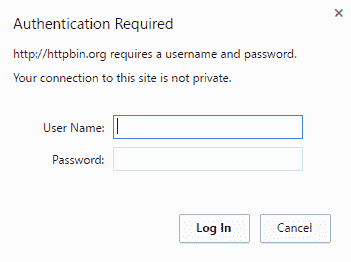 Authentication Required
http://httpbin.org requires a username and password.
Your connection to this site is not private.
User Name:
Password:
Log In
Cancel